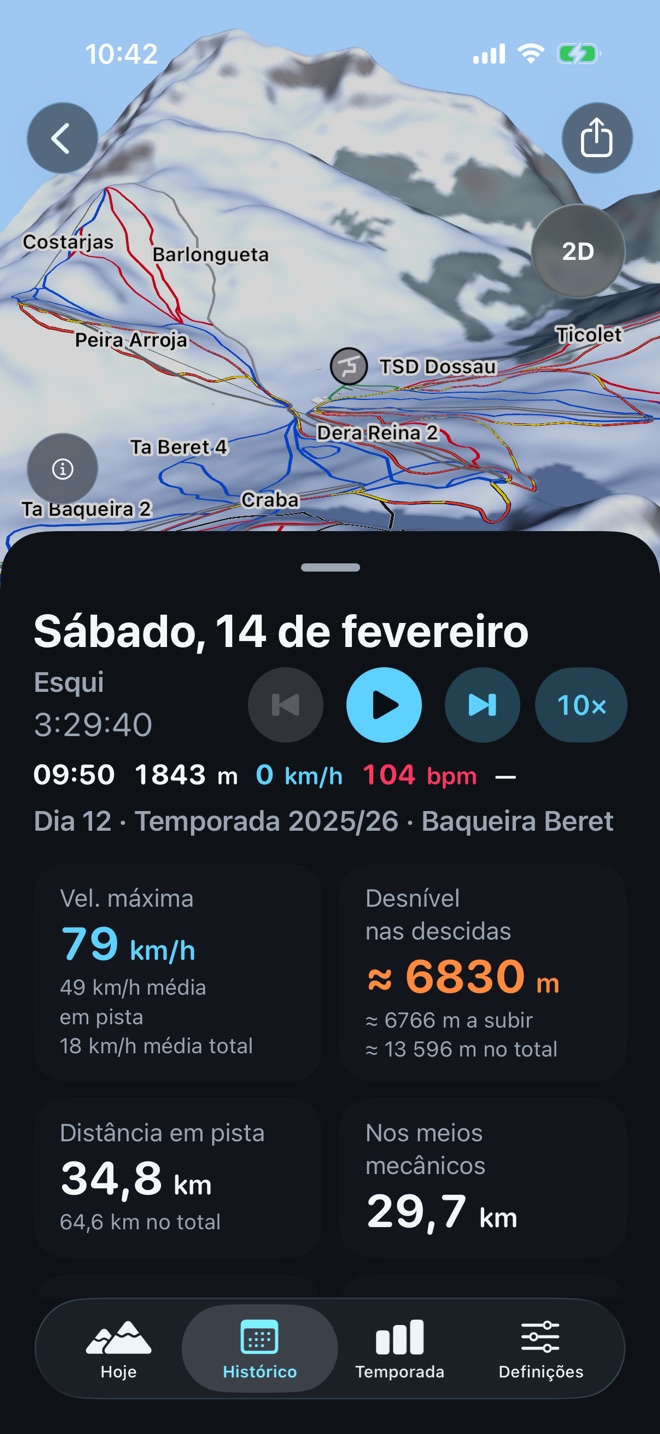 10:42
2D
Costarjas
Barlongueta
Peira Arroja
Ticolet
TSD Dossau
Dera Reina 2
Ta Beret 4
Craba
Ta Baqueira 2
Sábado, 14 de fevereiro
Esqui
3:29:40
10×
09:50 1843 m 0 km/h 104 bpm —
Dia 12 · Temporada 2025/26 · Baqueira Beret
Vel. máxima
79 km/h
49 km/h média
em pista
18 km/h média total
Desnível
nas descidas
≈ 6830 m
≈ 6766 m a subir
≈ 13 596 m no total
Distância em pista
34,8 km
64,6 km no total
Nos meios
mecânicos
29,7 km
Hoje
Histórico
Temporada
Definições